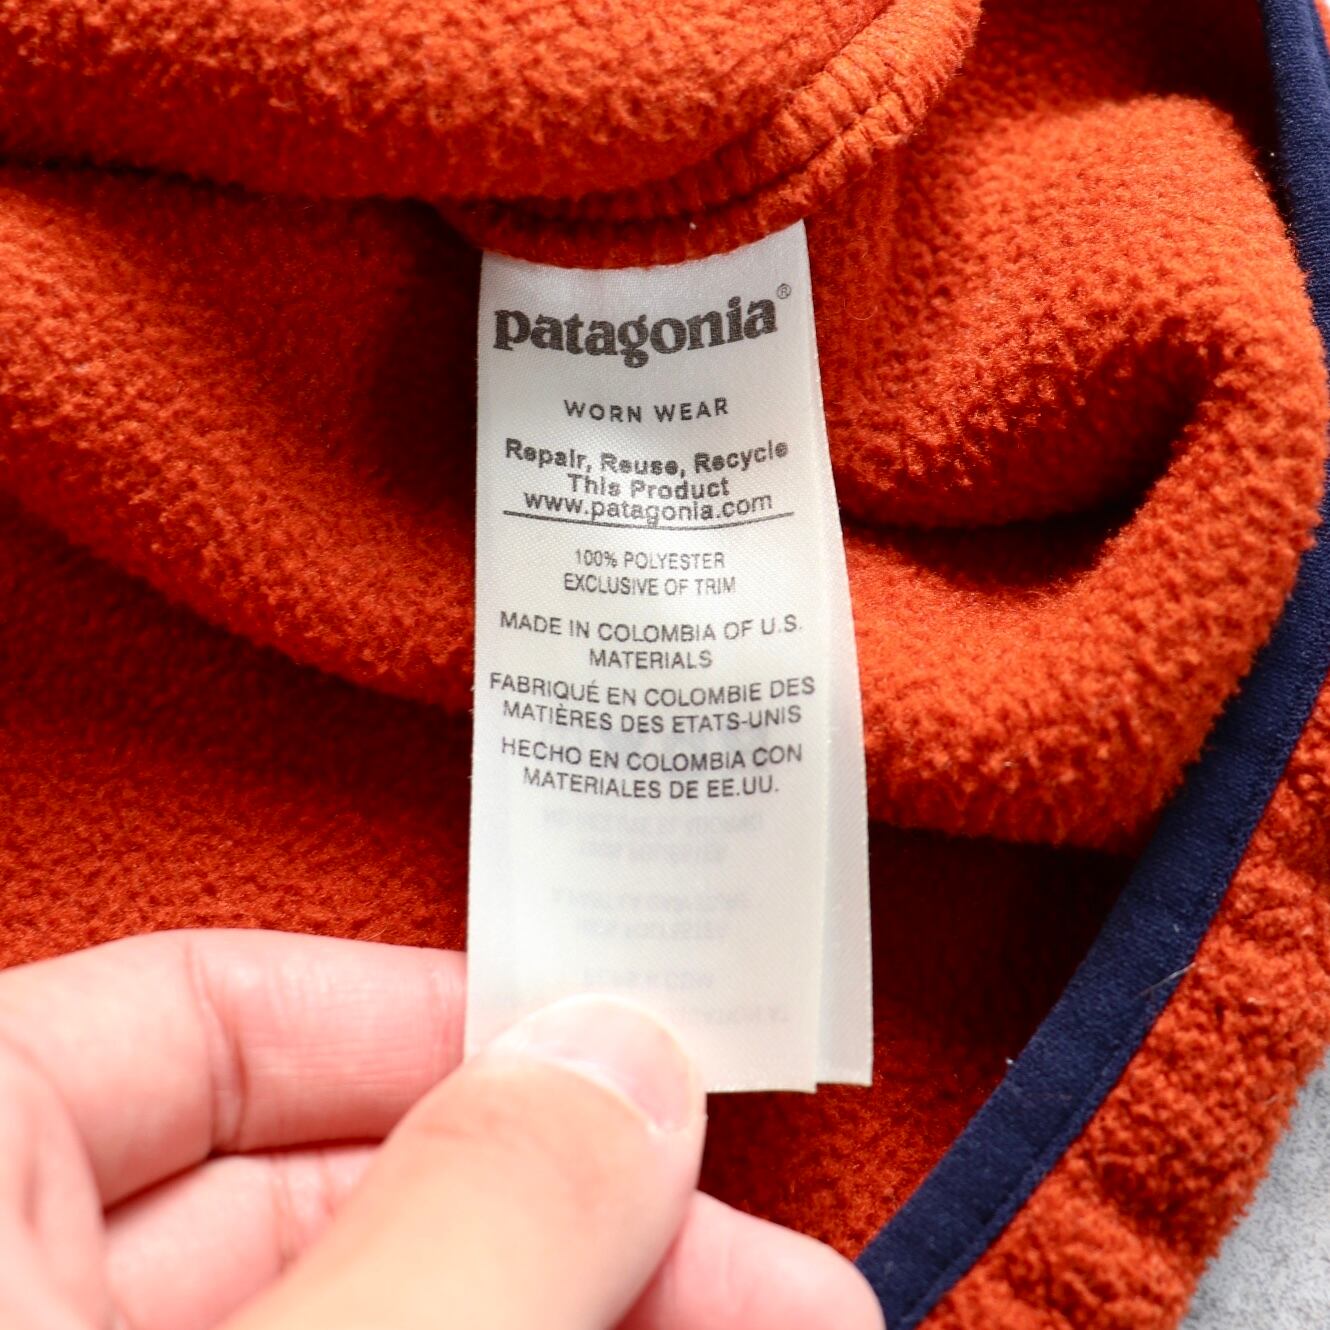 patagonia®
WORN WEAR
Repair, Reuse, Recycle
This Product
www.patagonia.com
100% POLYESTER
EXCLUSIVE OF TRIM
MADE IN COLOMBIA OF U.S.
MATERIALS
FABRIQUÉ EN COLOMBIE DES
MATIÈRES DES ETATS-UNIS
HECHO EN COLOMBIA CON
MATERIALES DE EE.UU.